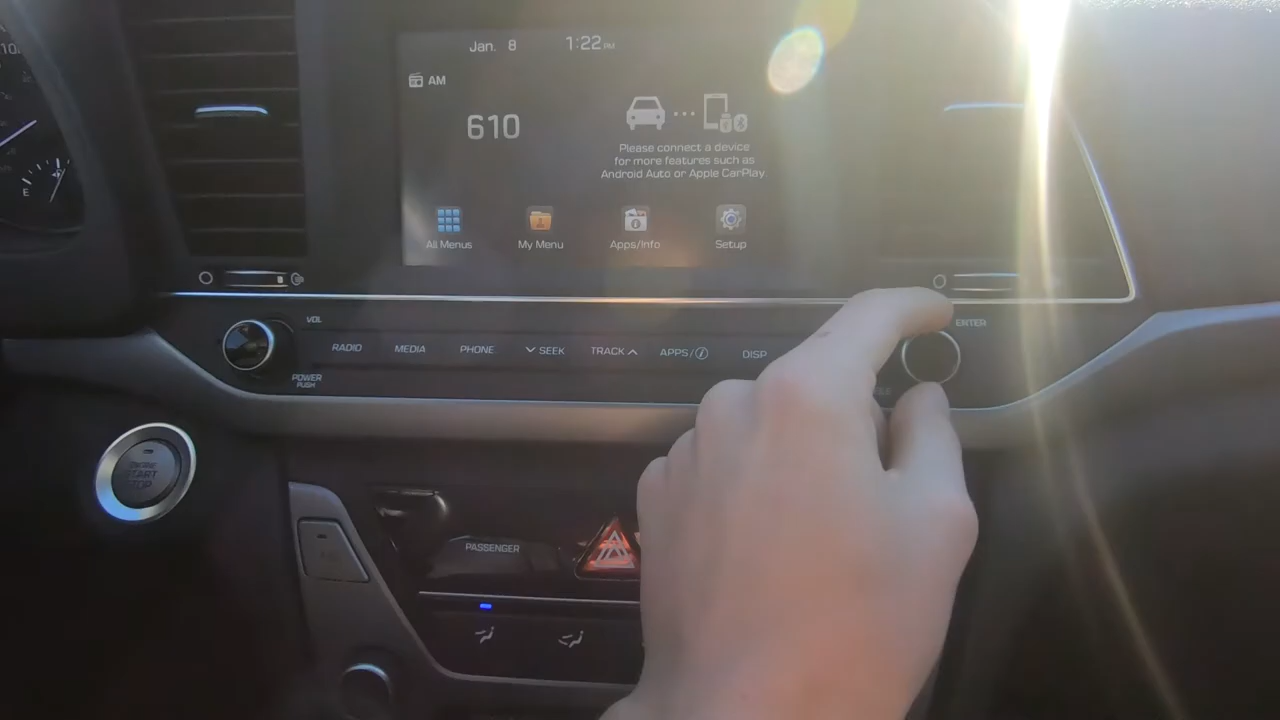 Jan. 8 1:22 PM
AM
610
Please connect a device
for more features such as
Android Auto or Apple CarPlay.
All Menus My Menu Apps/Info Setup
VOL
ENTER
RADIO MEDIA PHONE SEEK TRACK APPS/ DISP
POWER
PUSH
ENGINE
START
STOP
PASSENGER
E